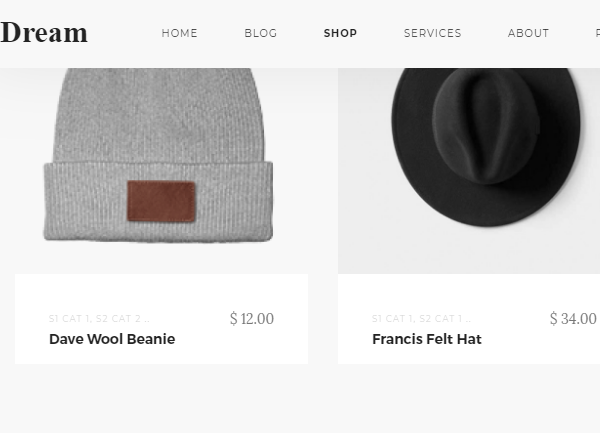 Dream
HOME BLOG SHOP SERVICES ABOUT
S1 CAT 1, S2 CAT 2 ... $ 12.00
Dave Wool Beanie
S1 CAT 1, S2 CAT 1 ... $ 34.00
Francis Felt Hat